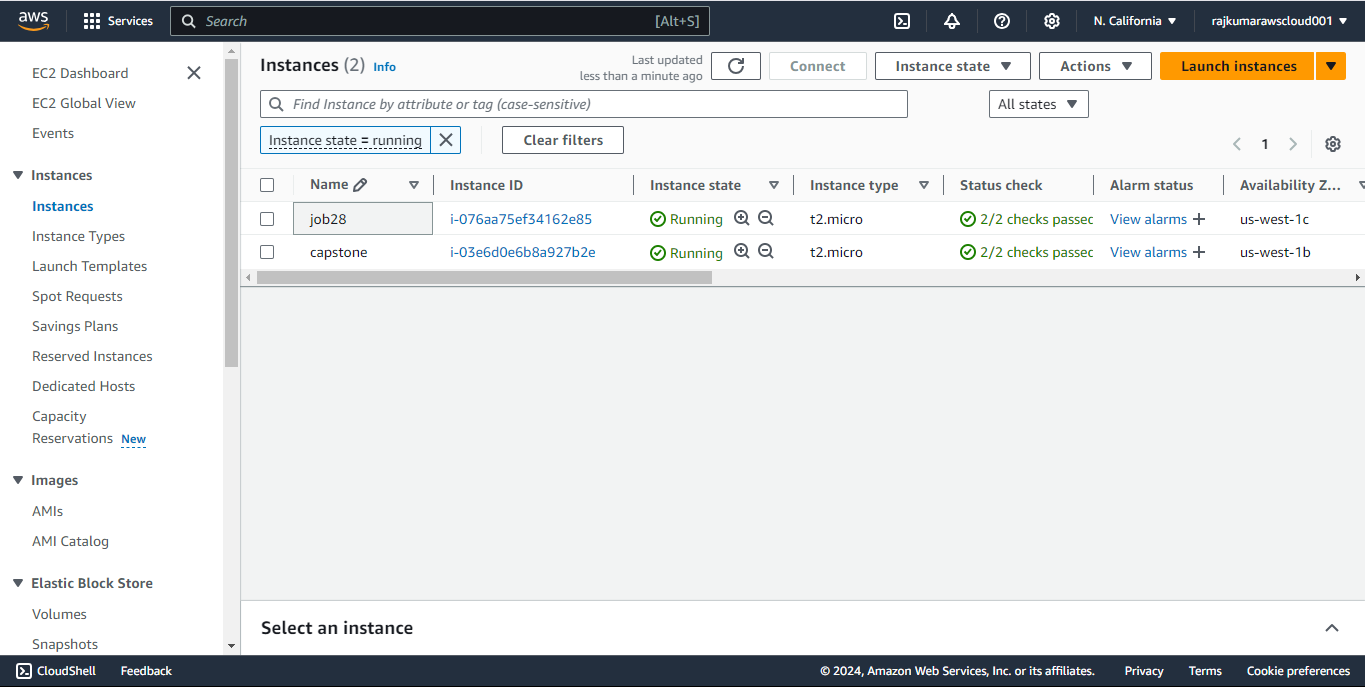 aws Services Search [Alt+S] N. California rajkumarawscloud001
EC2 Dashboard
EC2 Global View
Events
Instances
Instances
Instance Types
Launch Templates
Spot Requests
Savings Plans
Reserved Instances
Dedicated Hosts
Capacity
Reservations New
Images
AMIs
AMI Catalog
Elastic Block Store
Volumes
Snapshots
Instances (2) Info
Last updated
less than a minute ago
Connect Instance state Actions Launch instances
Find Instance by attribute or tag (case-sensitive) All states
Instance state = running Clear filters 1
Name Instance ID Instance state Instance type Status check Alarm status Availability Z...
job28 i-076aa75ef34162e85 Running t2.micro 2/2 checks passec View alarms + us-west-1c
capstone i-03e6d0e6b8a927b2e Running t2.micro 2/2 checks passec View alarms + us-west-1b
Select an instance
CloudShell Feedback © 2024, Amazon Web Services, Inc. or its affiliates. Privacy Terms Cookie preferences